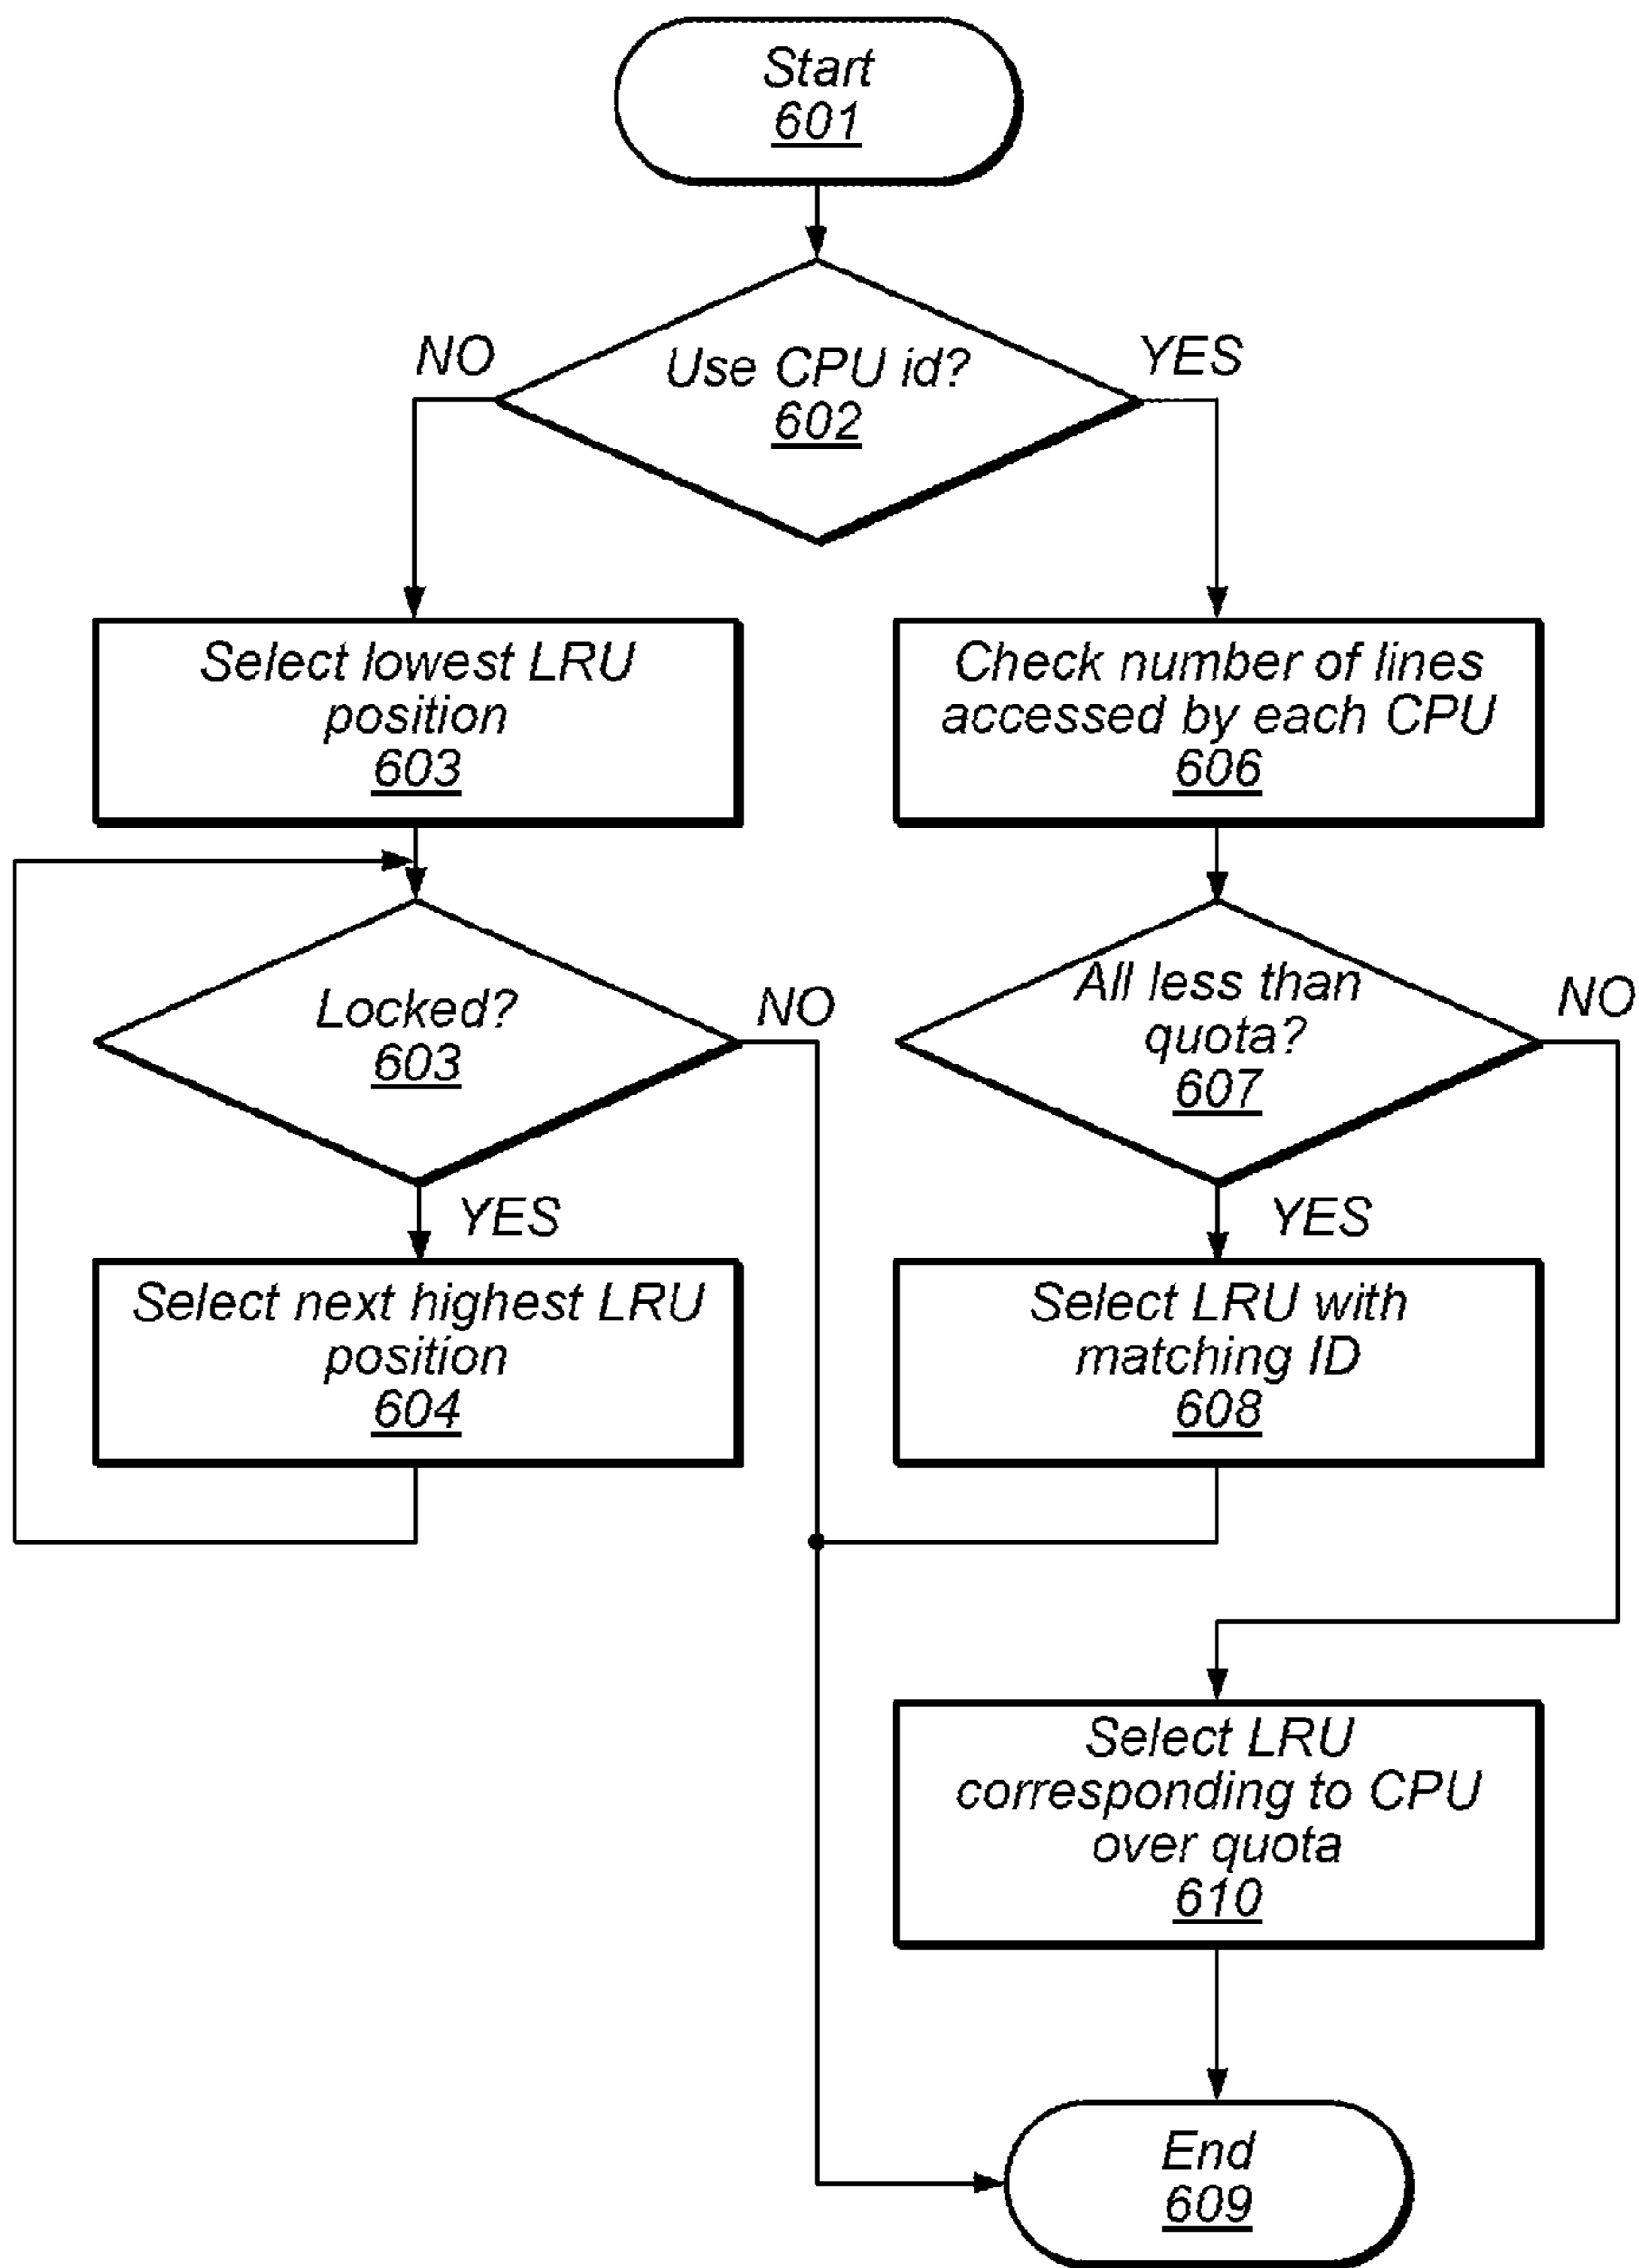 Start
601
Use CPU id?
602
NO
YES
Select lowest LRU
position
603
Check number of lines
accessed by each CPU
606
Locked?
603
NO
All less than
quota?
607
NO
YES
YES
Select next highest LRU
position
604
Select LRU with
matching ID
608
Select LRU
corresponding to CPU
over quota
610
End
609